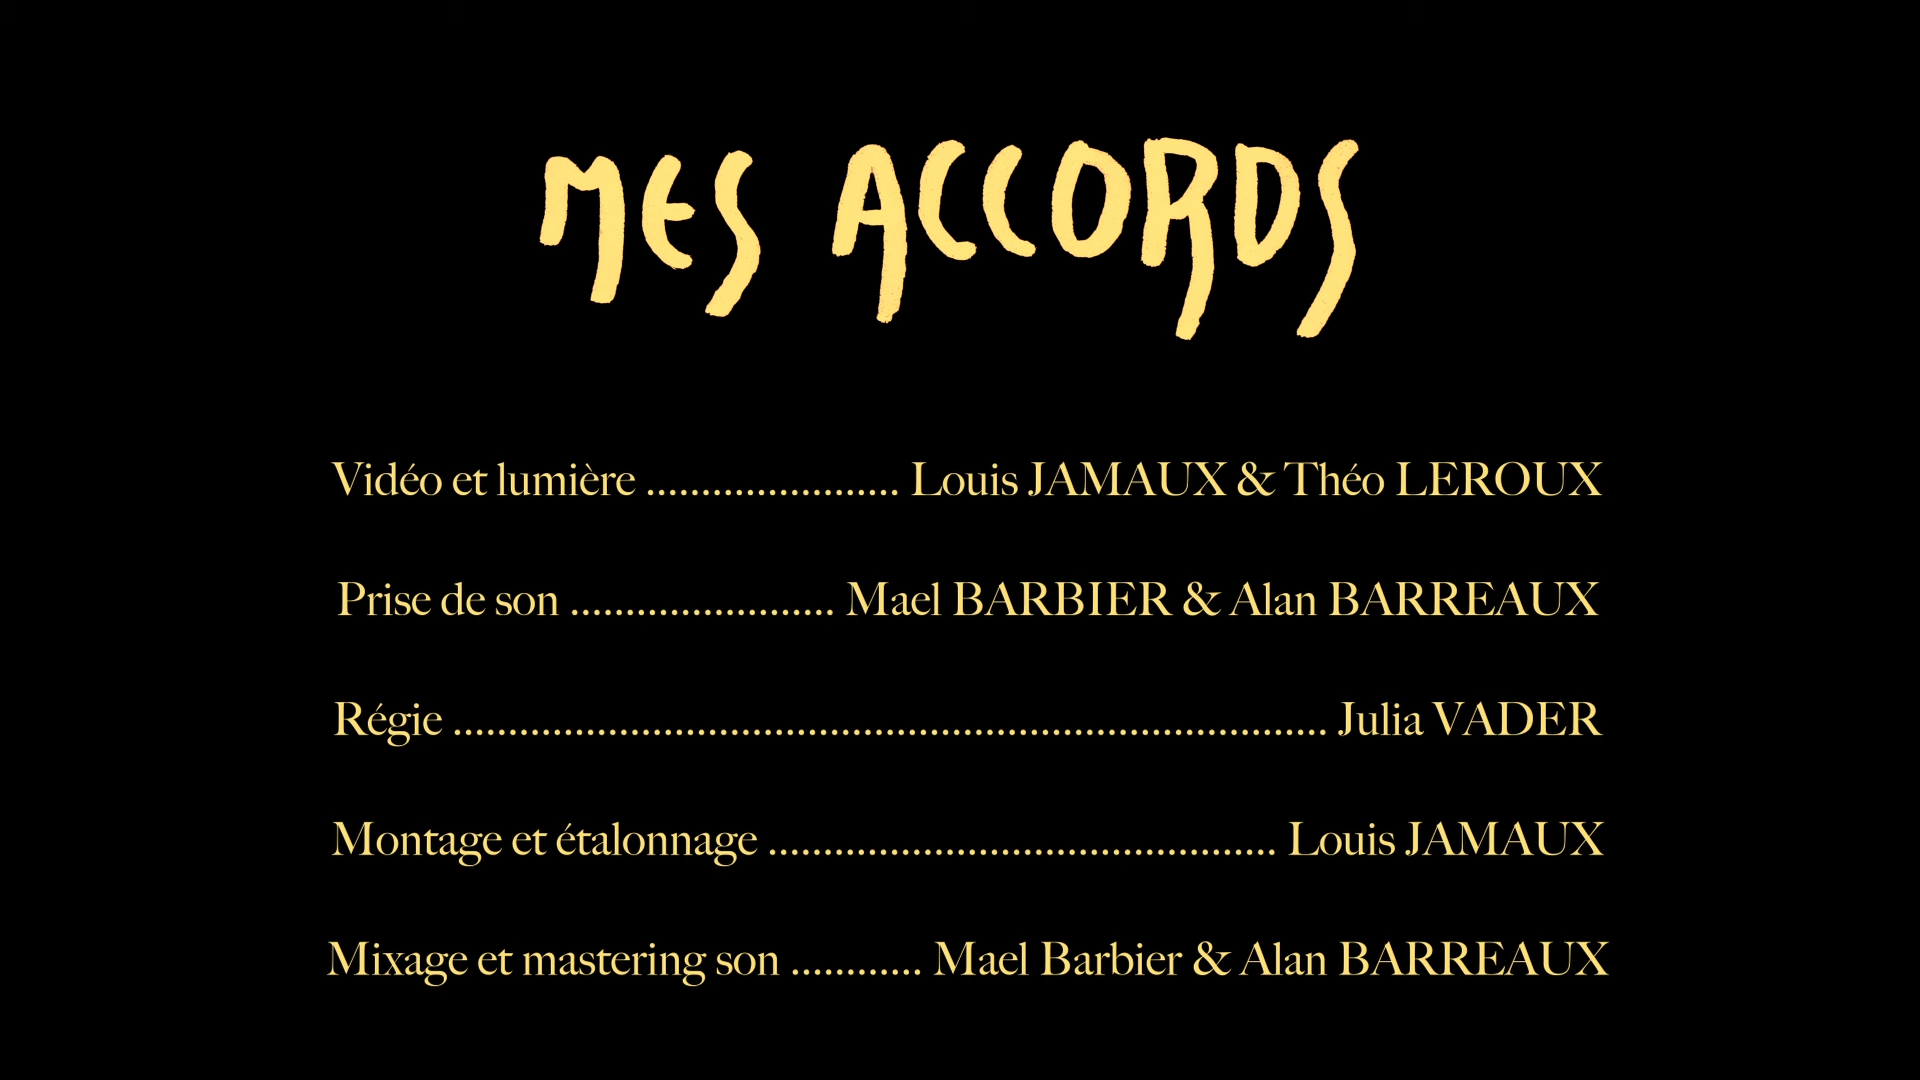 MES ACCORDS
Vidéo et lumière ....................... Louis JAMAUX & Théo LEROUX
Prise de son ........................ Mael BARBIER & Alan BARREAUX
Régie ............................................................................... Julia VADER
Montage et étalonnage .............................................. Louis JAMAUX
Mixage et mastering son ............ Mael Barbier & Alan BARREAUX